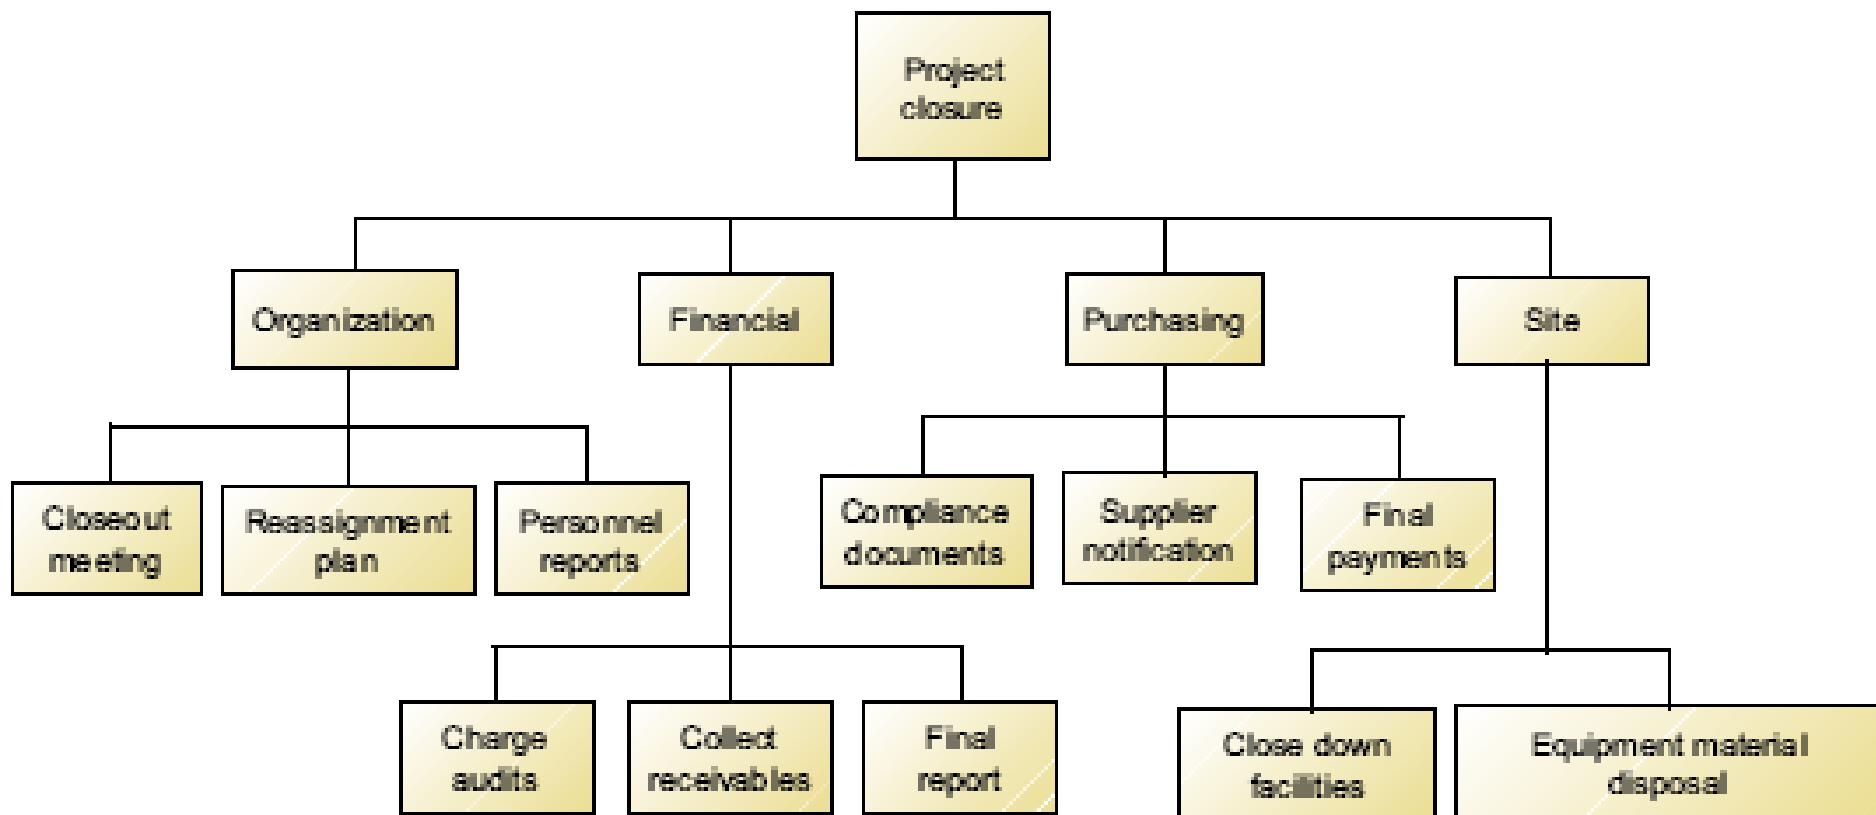 Project
closure
Organization
Financial
Purchasing
Site
Closeout
meeting
Reassignment
plan
Personnel
reports
Compliance
documents
Supplier
notification
Final
payments
Charge
audits
Collect
receivables
Final
report
Close down
facilities
Equipment material
disposal